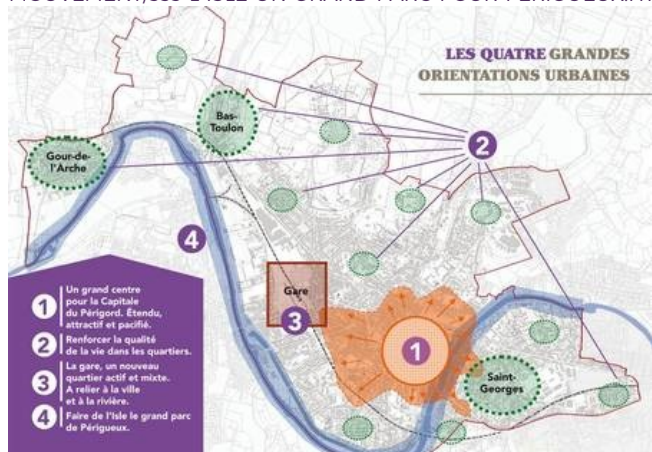 LES QUATRE GRANDES
ORIENTATIONS URBAINES
Bas-
Toulon
Gour-de-
l'Arche
2
4
Gare
3
1
Saint-
Georges
1 Un grand centre
pour la Capitale
du Périgord. Étendu,
attractif et pacifié.
2 Renforcer la qualité
de la vie dans les quartiers.
3 La gare, un nouveau
quartier actif et mixte.
A relier à la ville
et à la rivière.
4 Faire de l'Isle le grand parc
de Périgueux.